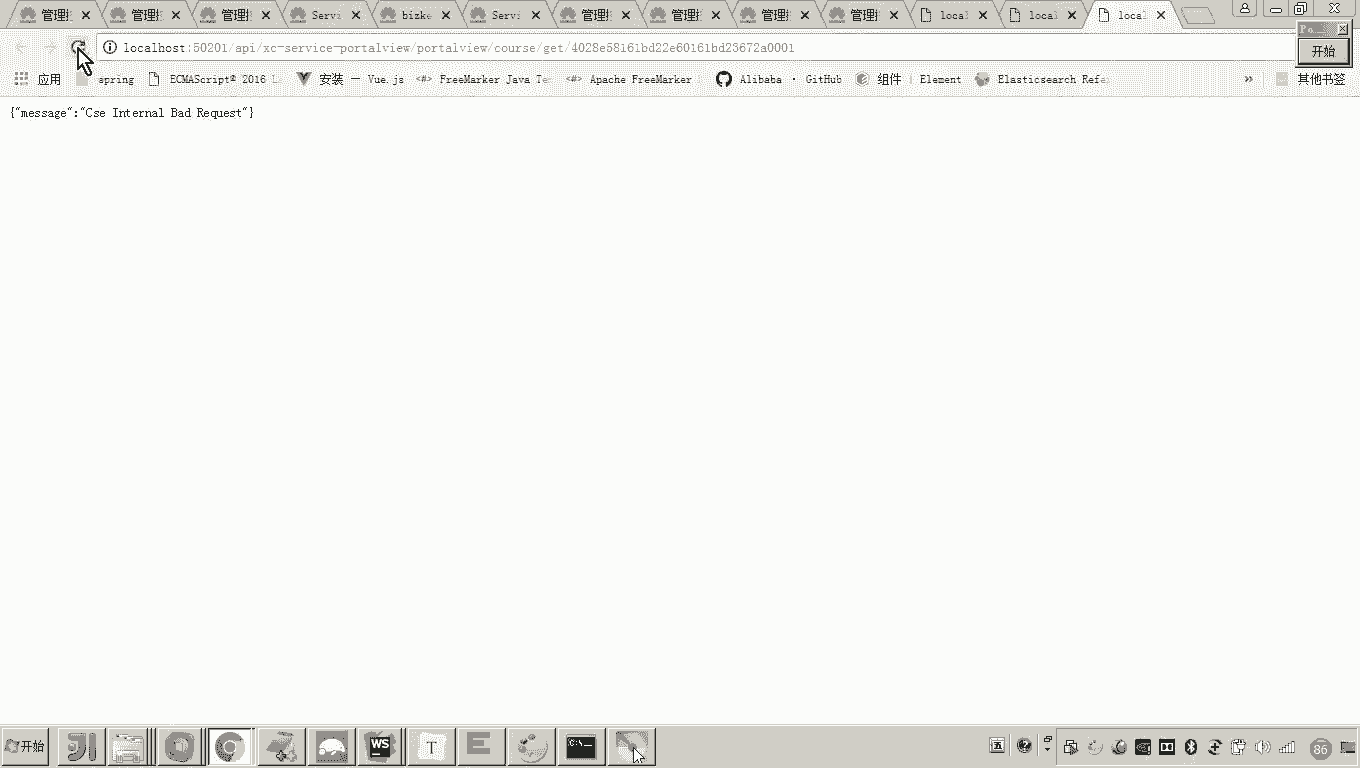 管理 管理 管理 Servi bizke Servi 管理 管理 管理 管理 local local local
localhost:50201/api/xc-service-portalview/portalview/course/get/4028e58161bd22e60161bd23672a0001
开始
应用 spring ECMAScript® 2016 安装 — Vue.js FreeMarker Java Te Apache FreeMarker Alibaba · GitHub 组件 | Element Elasticsearch Refe » 其他书签
{"message":"Cse Internal Bad Request"}
开始 WS T C:\ 86